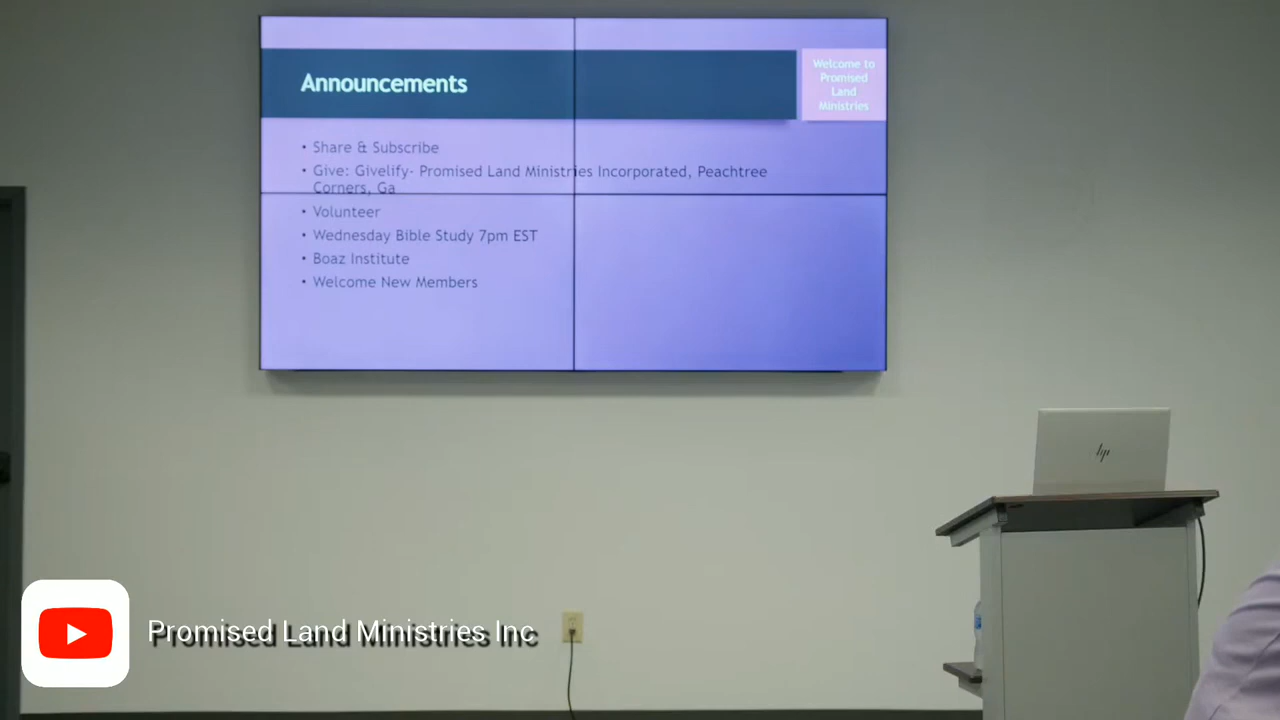 Announcements
Welcome to
Promised
Land
Ministries
• Share & Subscribe
• Give: Givelify- Promised Land Ministries Incorporated, Peachtree
Corners, Ga
• Volunteer
• Wednesday Bible Study 7pm EST
• Boaz Institute
• Welcome New Members
hp
Promised Land Ministries Inc